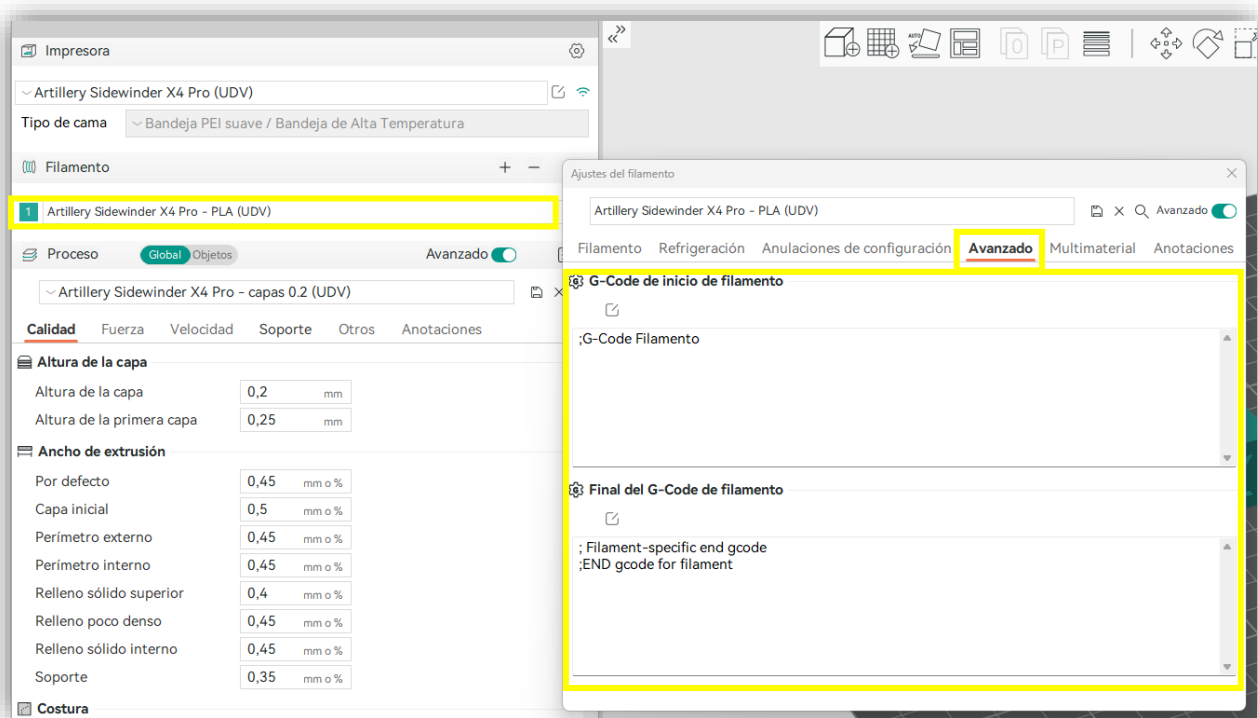 Impresora
Artillery Sidewinder X4 Pro (UDV)
Tipo de cama
Bandeja PEI suave / Bandeja de Alta Temperatura
Filamento
1 Artillery Sidewinder X4 Pro - PLA (UDV)
Proceso Global Objetos Avanzado
Artillery Sidewinder X4 Pro - capas 0.2 (UDV)
Calidad Fuerza Velocidad Soporte Otros Anotaciones
Altura de la capa
Altura de la capa 0,2 mm
Altura de la primera capa 0,25 mm
Ancho de extrusión
Por defecto 0,45 mm o %
Capa inicial 0,5 mm o %
Perímetro externo 0,45 mm o %
Perímetro interno 0,45 mm o %
Relleno sólido superior 0,4 mm o %
Relleno poco denso 0,45 mm o %
Relleno sólido interno 0,45 mm o %
Soporte 0,35 mm o %
Costura
AUTO
O
P
Ajustes del filamento
Artillery Sidewinder X4 Pro - PLA (UDV) Avanzado
Filamento Refrigeración Anulaciones de configuración Avanzado Multimaterial Anotaciones
G-Code de inicio de filamento
;G-Code Filamento
Final del G-Code de filamento
; Filament-specific end gcode
;END gcode for filament